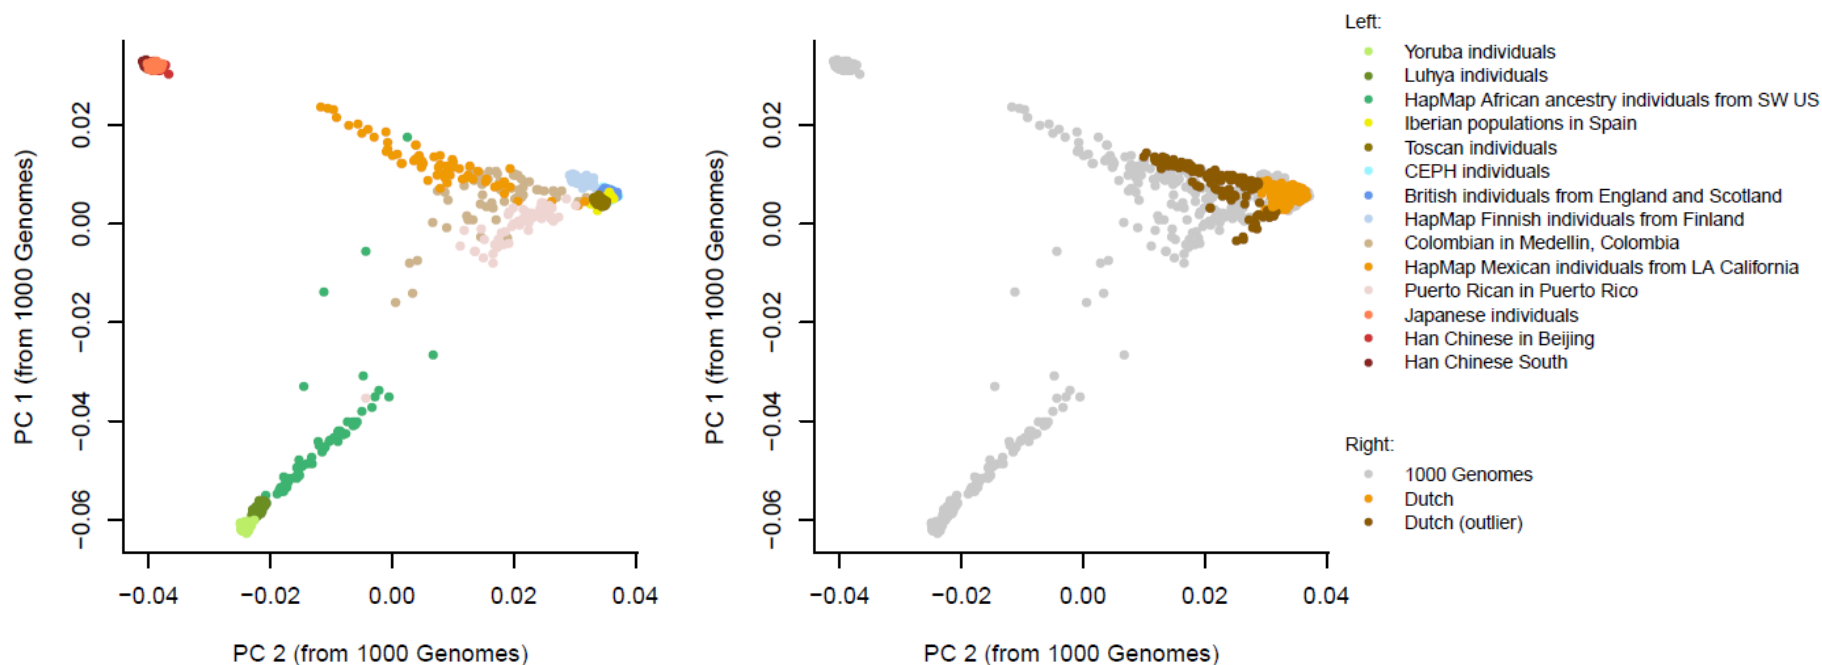 0.02
0.00
−0.02
−0.04
−0.06
PC 1 (from 1000 Genomes)
−0.04
−0.02
0.00
0.02
0.04
PC 2 (from 1000 Genomes)
0.02
0.00
−0.02
−0.04
−0.06
PC 1 (from 1000 Genomes)
−0.04
−0.02
0.00
0.02
0.04
PC 2 (from 1000 Genomes)
Left:
Yoruba individuals
Luhya individuals
HapMap African ancestry individuals from SW US
Iberian populations in Spain
Toscan individuals
CEPH individuals
British individuals from England and Scotland
HapMap Finnish individuals from Finland
Colombian in Medellin, Colombia
HapMap Mexican individuals from LA California
Puerto Rican in Puerto Rico
Japanese individuals
Han Chinese in Beijing
Han Chinese South
Right:
1000 Genomes
Dutch
Dutch (outlier)